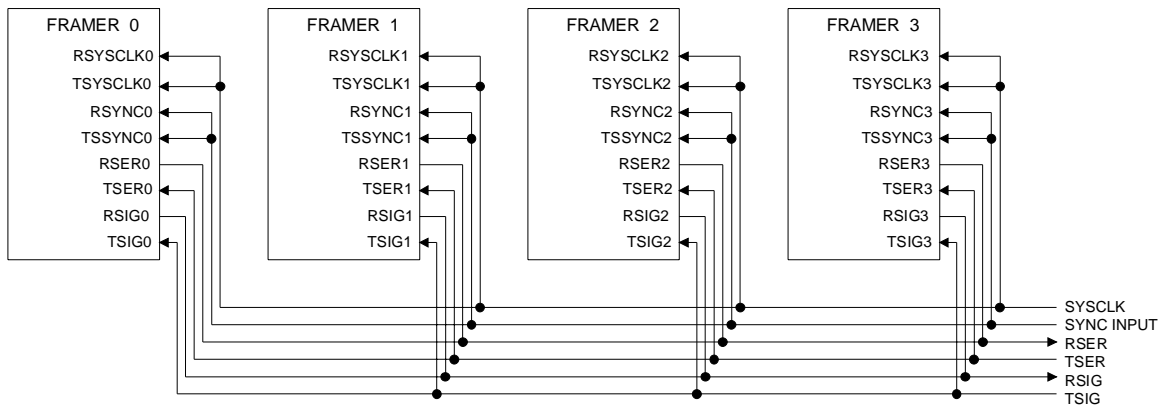 FRAMER 0
RSYSCLK0
TSYSCLK0
RSYNC0
TSSYNC0
RSER0
TSER0
RSIG0
TSIG0
FRAMER 1
RSYSCLK1
TSYSCLK1
RSYNC1
TSSYNC1
RSER1
TSER1
RSIG1
TSIG1
FRAMER 2
RSYSCLK2
TSYSCLK2
RSYNC2
TSSYNC2
RSER2
TSER2
RSIG2
TSIG2
FRAMER 3
RSYSCLK3
TSYSCLK3
RSYNC3
TSSYNC3
RSER3
TSER3
RSIG3
TSIG3
SYSCLK
SYNC INPUT
RSER
TSER
RSIG
TSIG